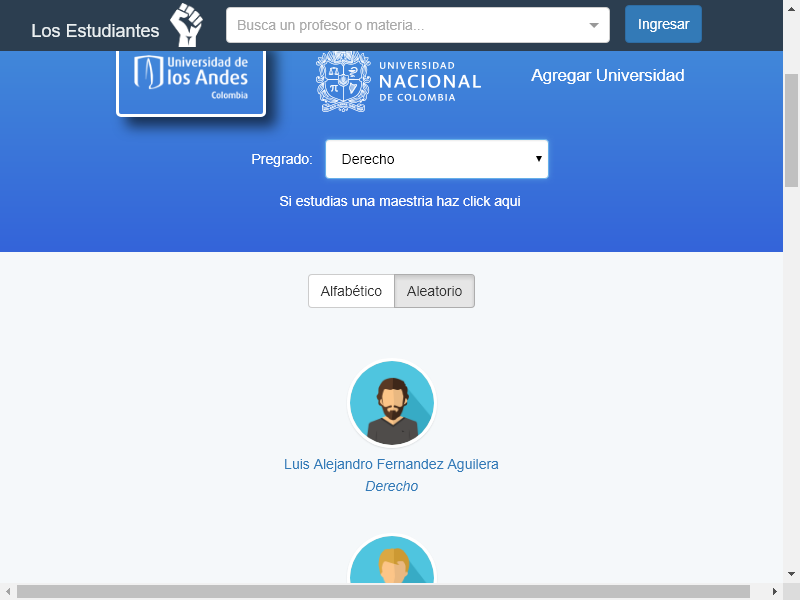 Los Estudiantes
Busca un profesor o materia...
Ingresar
Universidad de
los Andes
Colombia
UNIVERSIDAD
NACIONAL
DE COLOMBIA
Agregar Universidad
Pregrado:
Derecho
Si estudias una maestria haz click aqui
Alfabético
Aleatorio
Luis Alejandro Fernandez Aguilera
Derecho